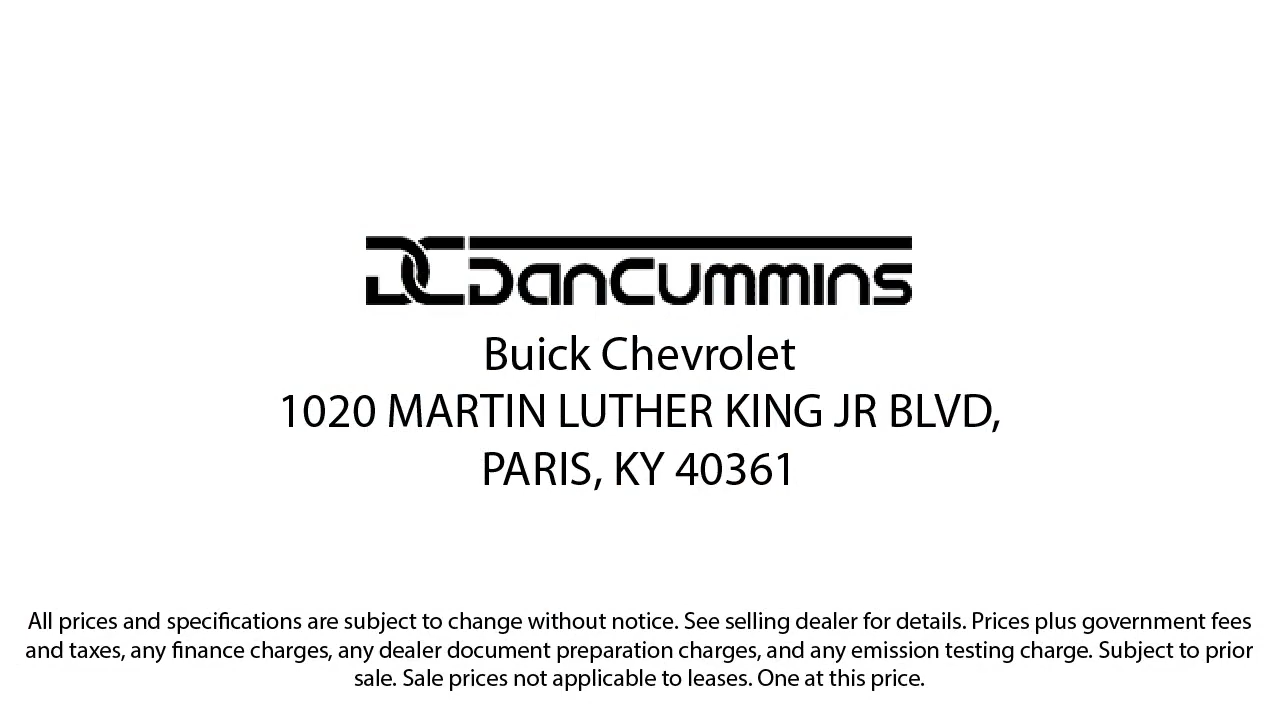 DC DanCummins
Buick Chevrolet
1020 MARTIN LUTHER KING JR BLVD,
PARIS, KY 40361
All prices and specifications are subject to change without notice. See selling dealer for details. Prices plus government fees
and taxes, any finance charges, any dealer document preparation charges, and any emission testing charge. Subject to prior
sale. Sale prices not applicable to leases. One at this price.